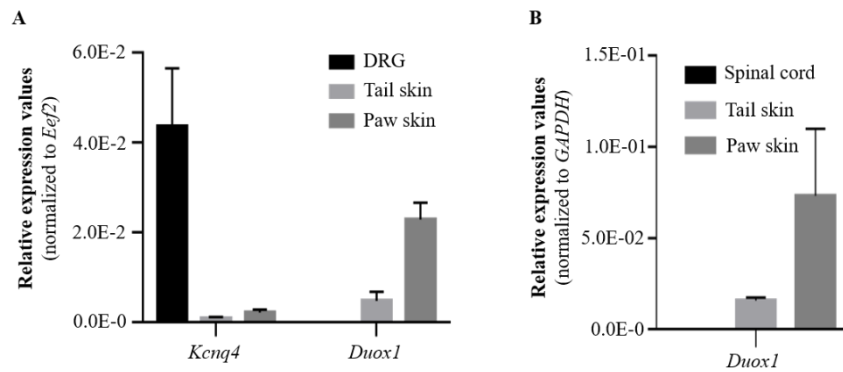 A
Relative expression values
(normalized to Eef2)
6.0E-2
4.0E-2
2.0E-2
0.0E-0
DRG
Tail skin
Paw skin
Kcnq4
Duox1
B
Relative expression values
(normalized to GAPDH)
1.5E-01
1.0E-01
5.0E-02
0.0E-0
Spinal cord
Tail skin
Paw skin
Duox1